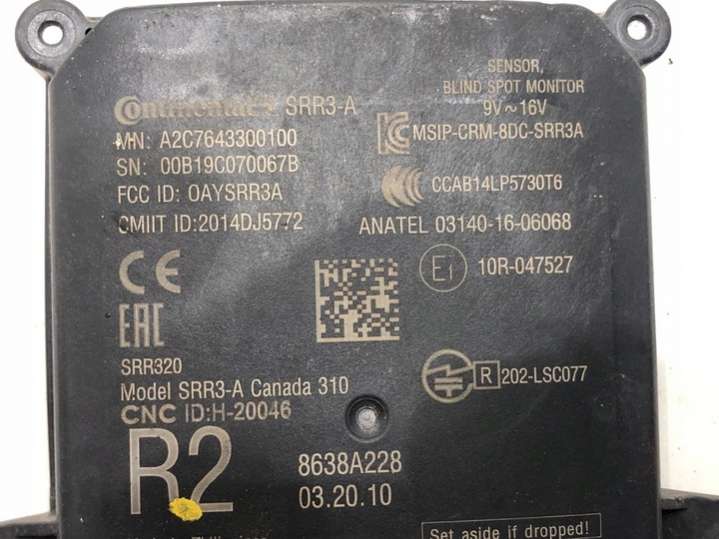 SENSOR,
BLIND SPOT MONITOR
9V~16V
Continental SRR3-A
MN: A2C7643300100
MSIP-CRM-8DC-SRR3A
SN: 00B19C070067B
FCC ID: OAYSRR3A
CCAB14LP5730T6
CMIIT ID:2014DJ5772
ANATEL 03140-16-06068
CE
E1 10R-047527
EAC
SRR320
Model SRR3-A Canada 310
R 202-LSC077
CNC ID:H-20046
R2
8638A228
03.20.10
Set aside if dropped!